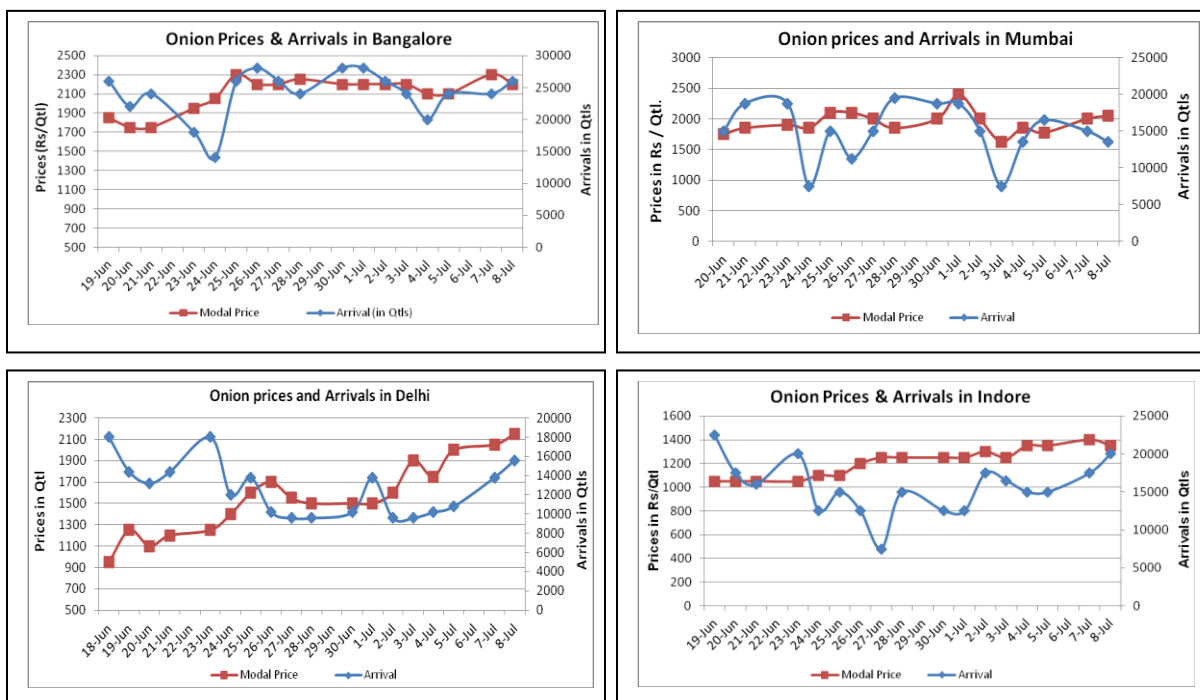 Onion Prices & Arrivals in Bangalore
Prices (Rs/Qtl)
2500
2300
2100
1900
1700
1500
1300
1100
900
700
500
30000
25000
20000
15000
10000
5000
0
Arrivals in Qtls
19-Jun
20-Jun
21-Jun
22-Jun
23-Jun
24-Jun
25-Jun
26-Jun
27-Jun
28-Jun
29-Jun
30-Jun
1-Jul
2-Jul
3-Jul
4-Jul
5-Jul
6-Jul
7-Jul
8-Jul
Modal Price Arrival (in Qtls)
Onion prices and Arrivals in Mumbai
Prices in Rs / Qtl.
3000
2500
2000
1500
1000
500
0
25000
20000
15000
10000
5000
0
Arrivals in Qtls
20-Jun
21-Jun
22-Jun
23-Jun
24-Jun
25-Jun
26-Jun
27-Jun
28-Jun
29-Jun
30-Jun
1-Jul
2-Jul
3-Jul
4-Jul
5-Jul
6-Jul
7-Jul
8-Jul
Modal Price Arrival
Onion prices and Arrivals in Delhi
Prices in Qtl
2300
2100
1900
1700
1500
1300
1100
900
700
500
20000
18000
16000
14000
12000
10000
8000
6000
4000
2000
0
Arrivals in Qtls
18-Jun
19-Jun
20-Jun
21-Jun
22-Jun
23-Jun
24-Jun
25-Jun
26-Jun
27-Jun
28-Jun
29-Jun
30-Jun
1-Jul
2-Jul
3-Jul
4-Jul
5-Jul
6-Jul
7-Jul
8-Jul
Modal Price Arrival
Onion Prices & Arrivals in Indore
Prices in Rs/Qtl
1600
1400
1200
1000
800
600
400
200
0
25000
20000
15000
10000
5000
0
Arrivals in Qtls
19-Jun
20-Jun
21-Jun
22-Jun
23-Jun
24-Jun
25-Jun
26-Jun
27-Jun
28-Jun
29-Jun
30-Jun
1-Jul
2-Jul
3-Jul
4-Jul
5-Jul
6-Jul
7-Jul
8-Jul
Modal Price Arrival